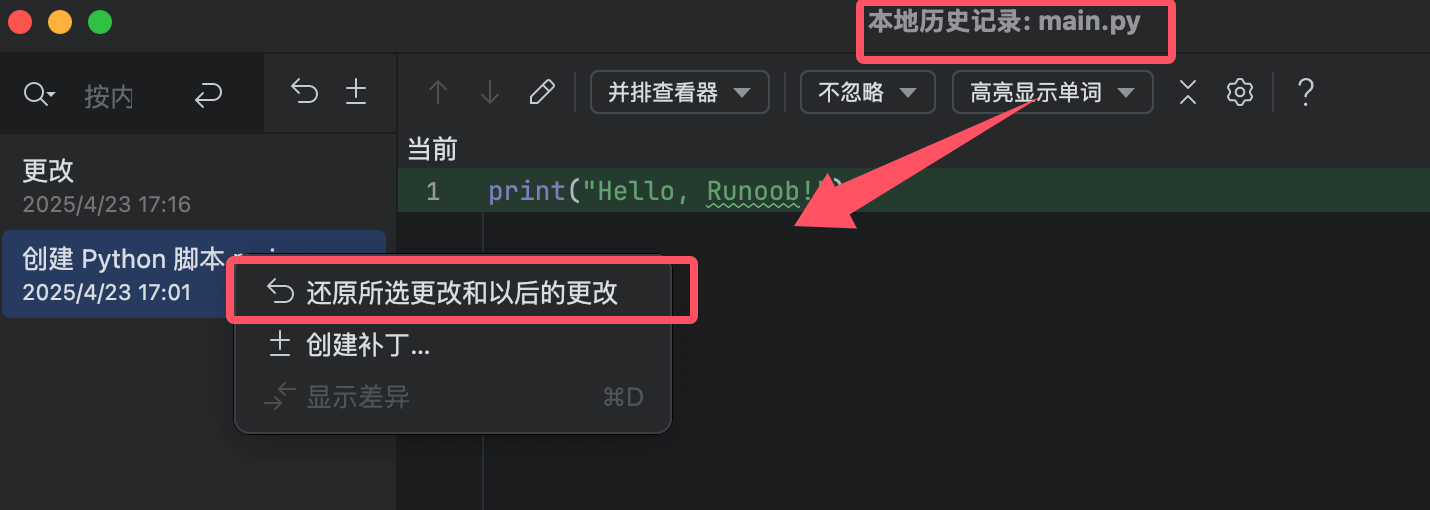 本地历史记录: main.py
按内
并排查看器
不忽略
高亮显示单词
?
更改
2025/4/23 17:16
创建 Python 脚本
2025/4/23 17:01
当前
1 print("Hello, Runoob!")
还原所选更改和以后的更改
创建补丁...
显示差异 ⌘D